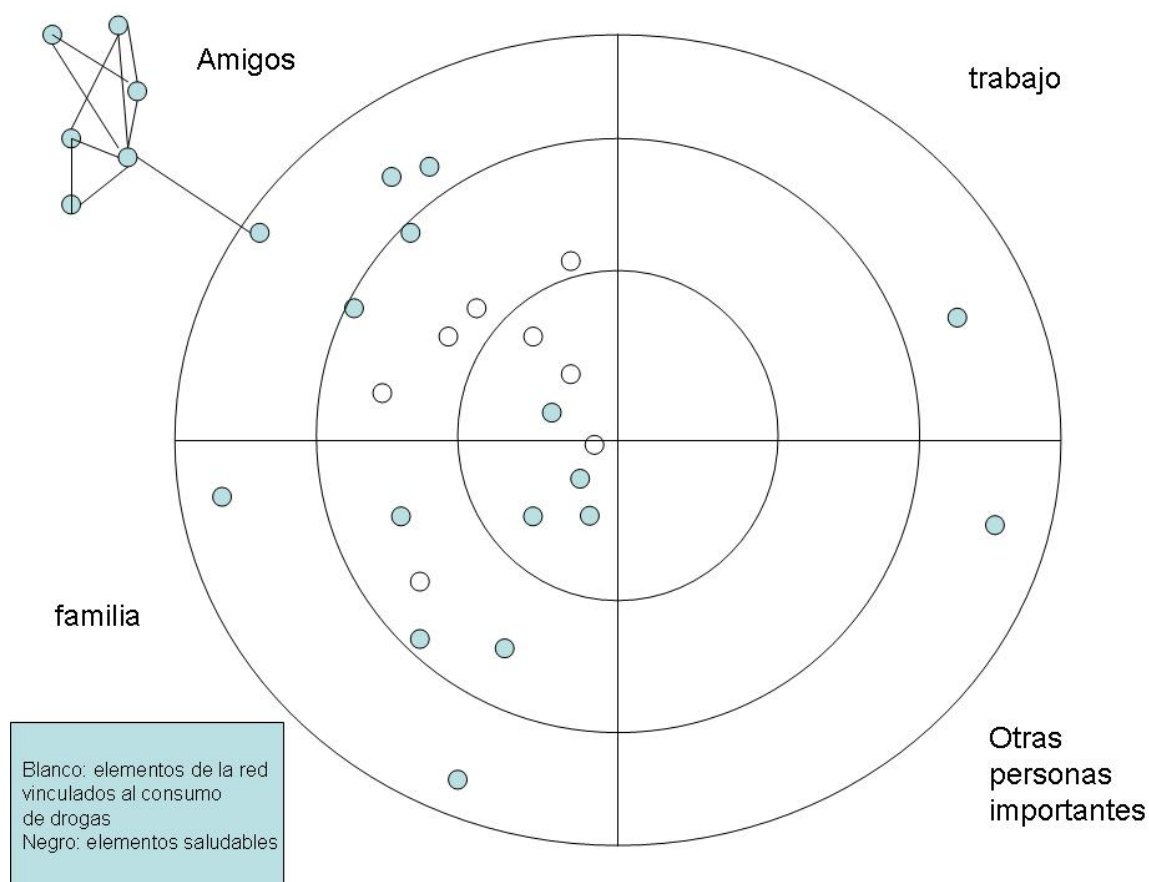 Amigos
trabajo
familia
Otras
personas
importantes
Blanco: elementos de la red
vinculados al consumo
de drogas
Negro: elementos saludables